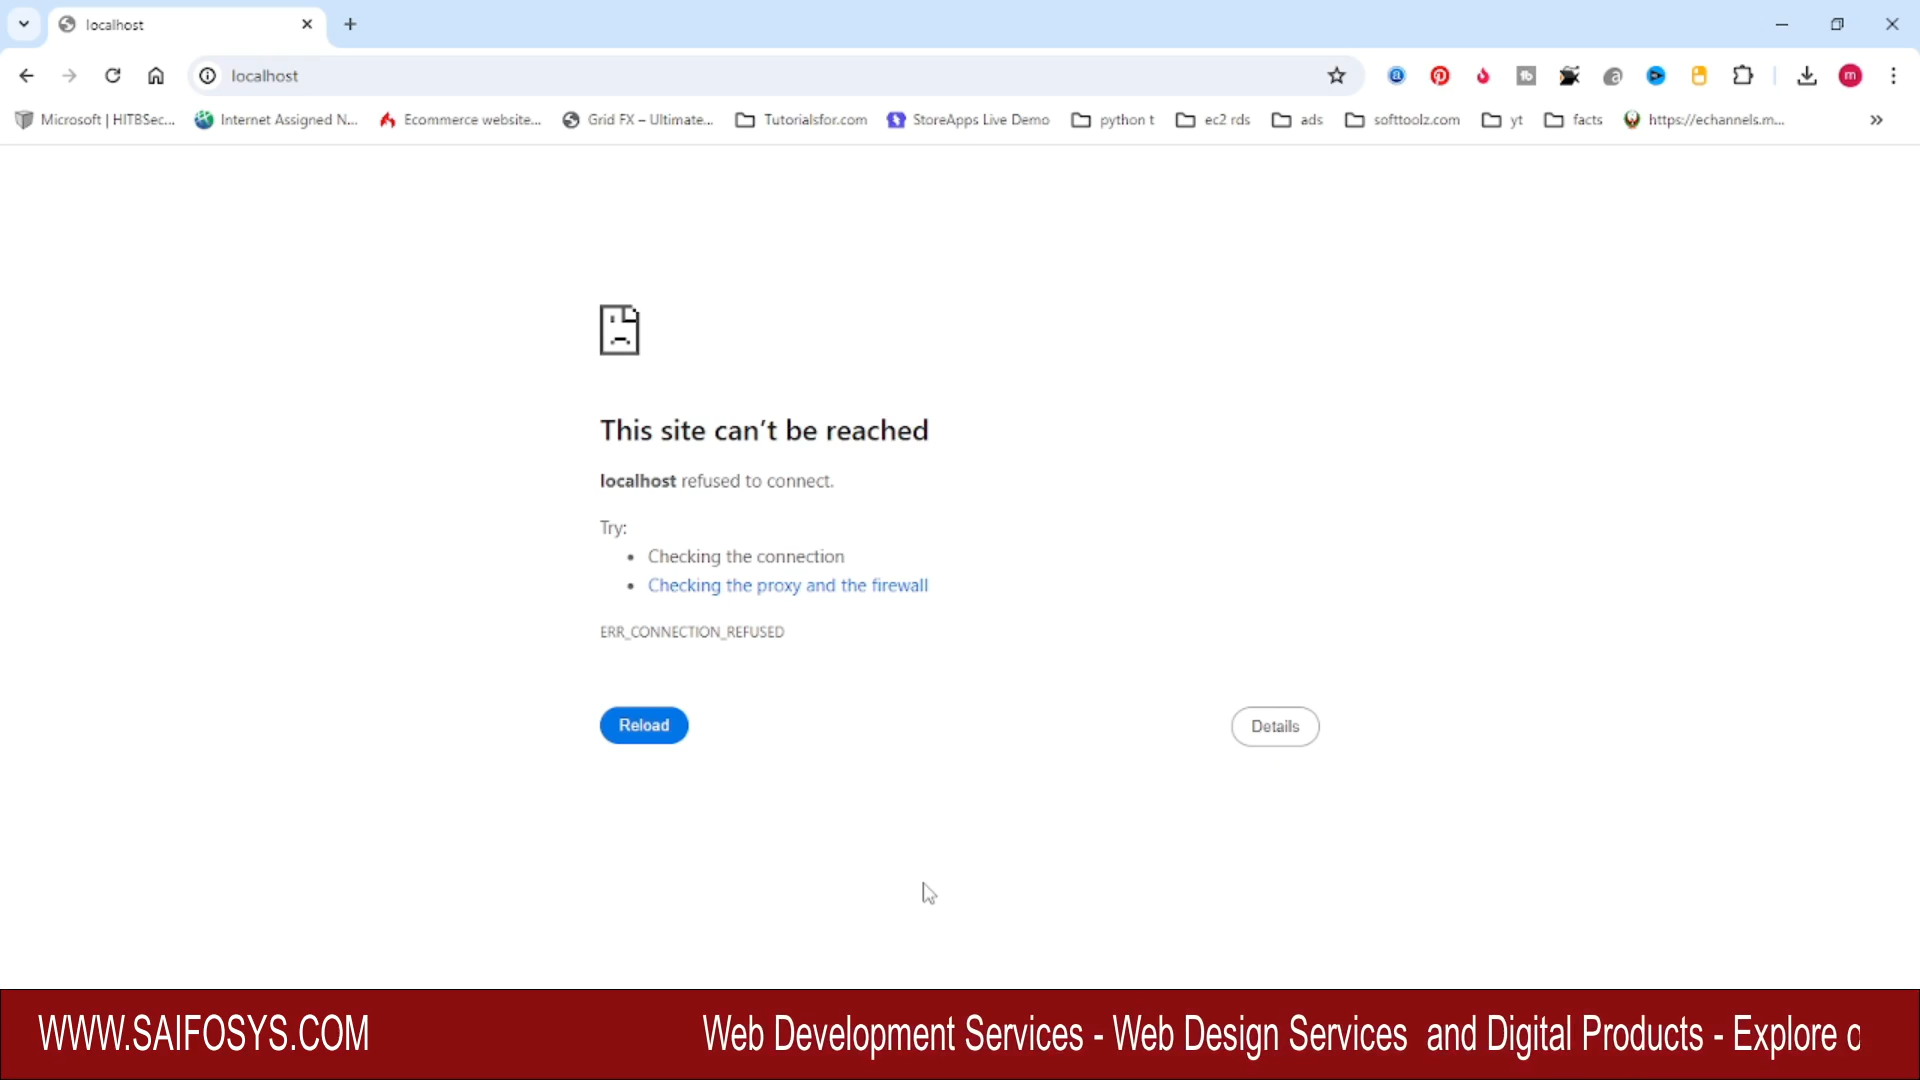 localhost
localhost
Microsoft | HITBSec... Internet Assigned N... Ecommerce website... Grid FX – Ultimate... Tutorialsfor.com StoreApps Live Demo python t ec2 rds ads softtoolz.com yt facts https://echannels.m... »
This site can't be reached
localhost refused to connect.
Try:
• Checking the connection
• Checking the proxy and the firewall
ERR_CONNECTION_REFUSED
Reload Details
WWW.SAIFOSYS.COM Web Development Services - Web Design Services and Digital Products - Explore